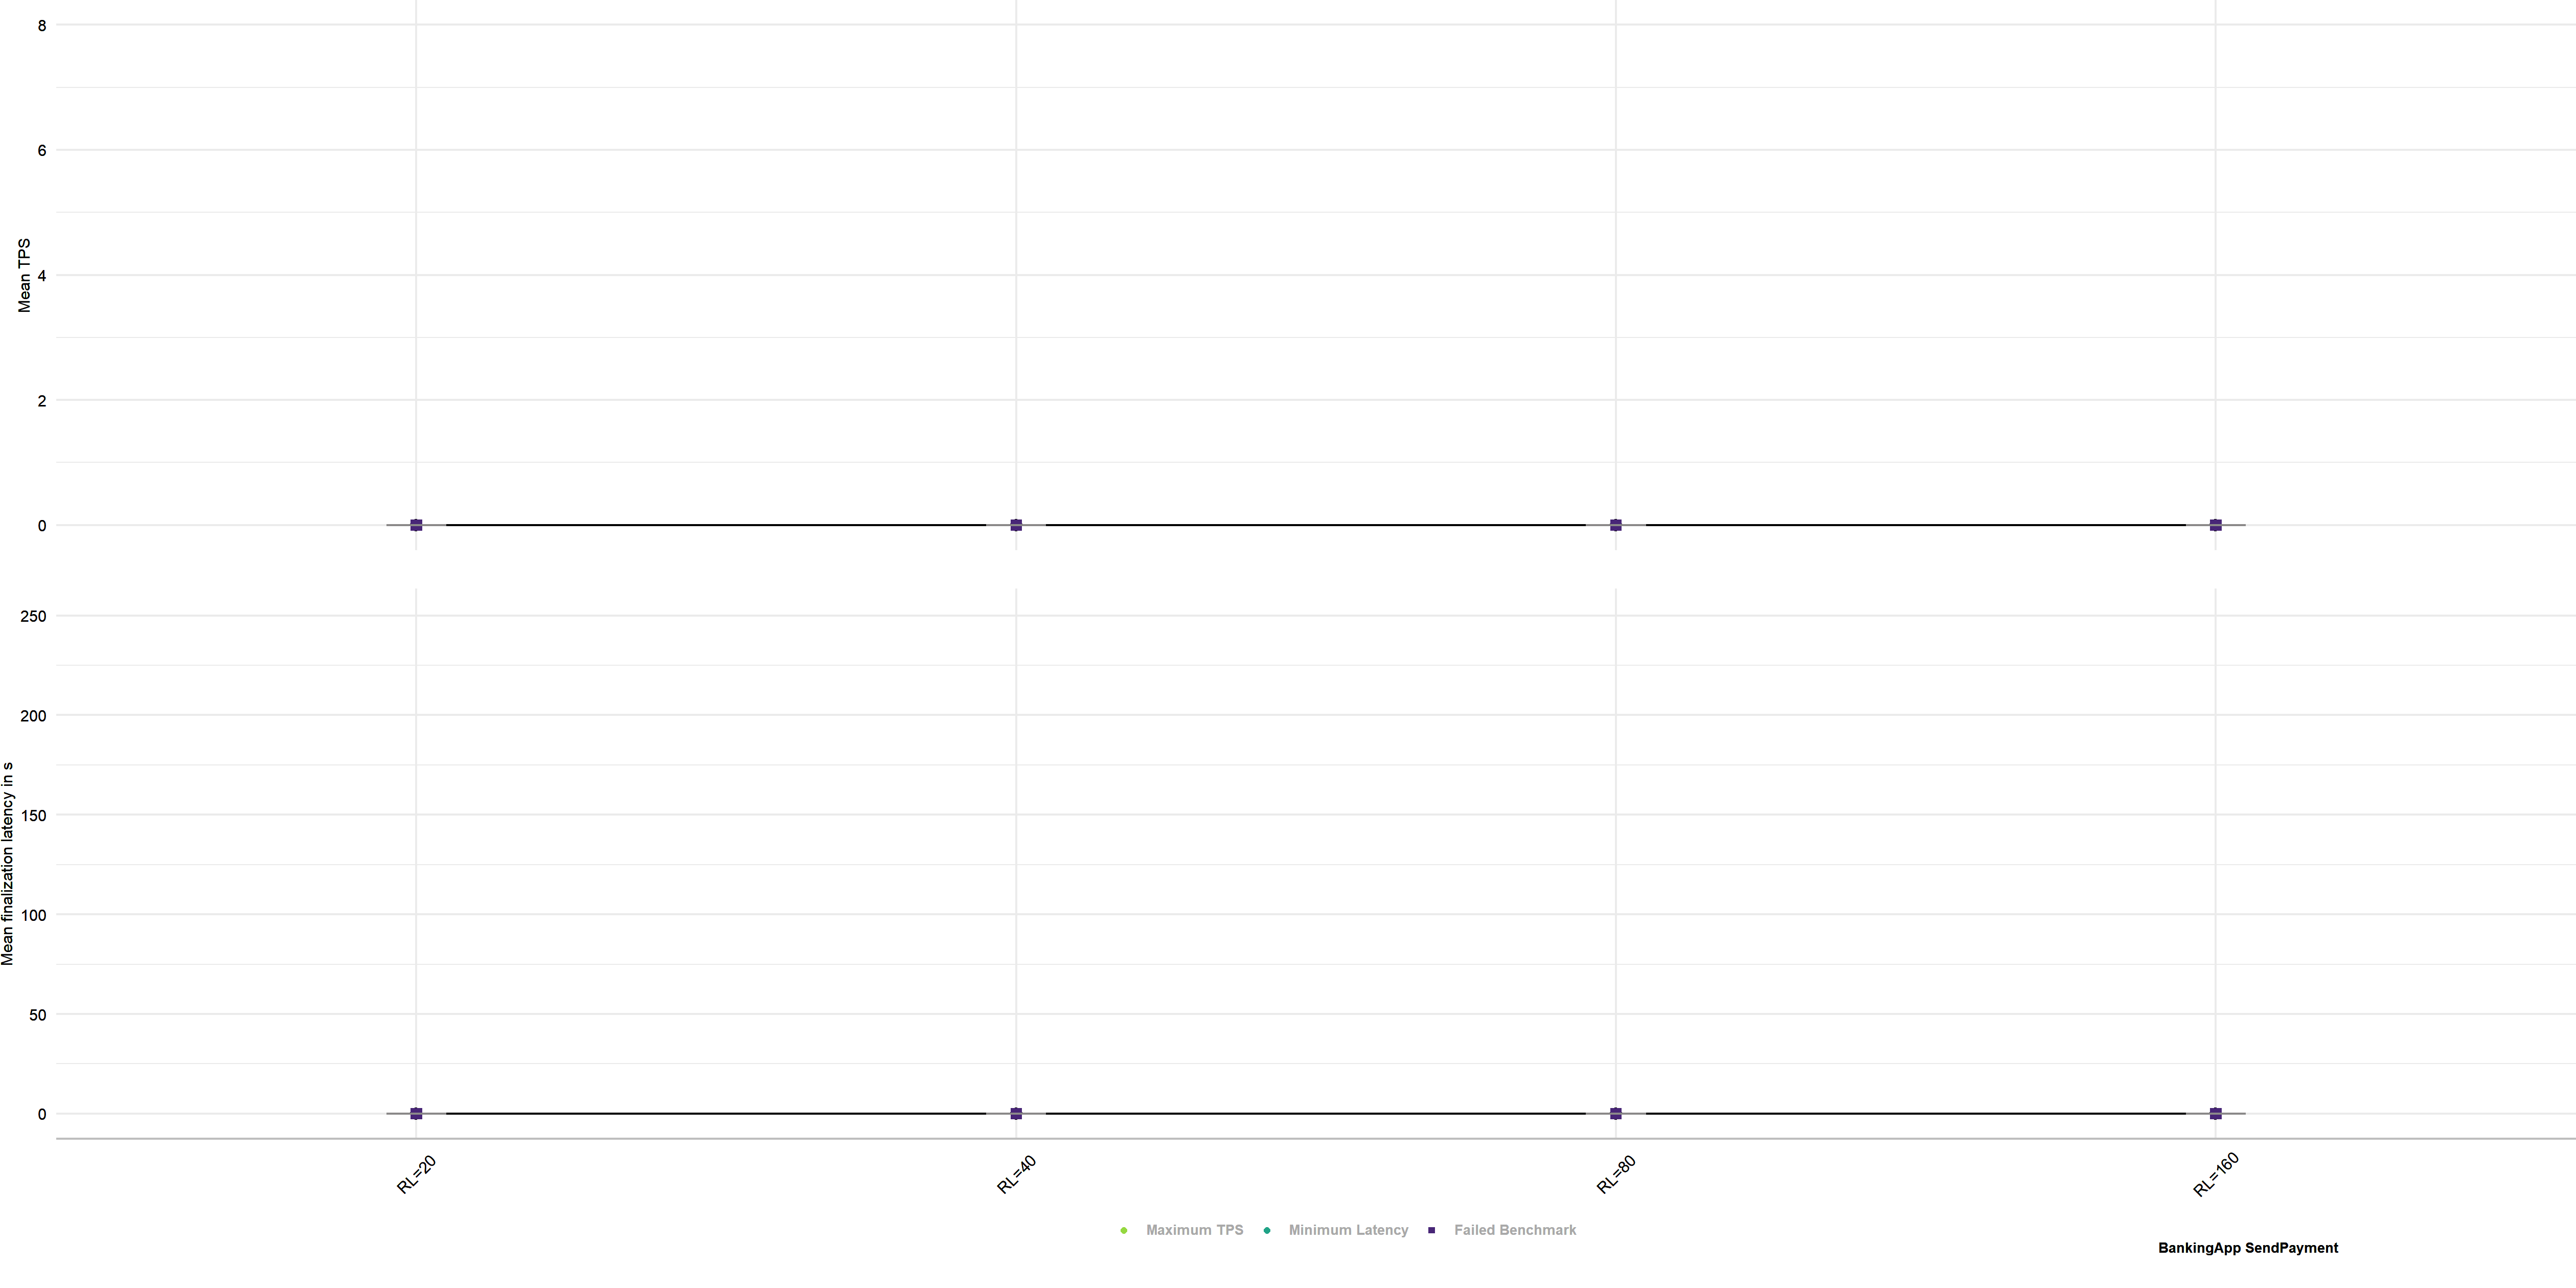 8
6
Mean TPS
4
2
0
250
200
150
Mean finalization latency in s
100
50
0
RL=20
RL=40
RL=80
RL=160
Maximum TPS Minimum Latency Failed Benchmark
BankingApp SendPayment